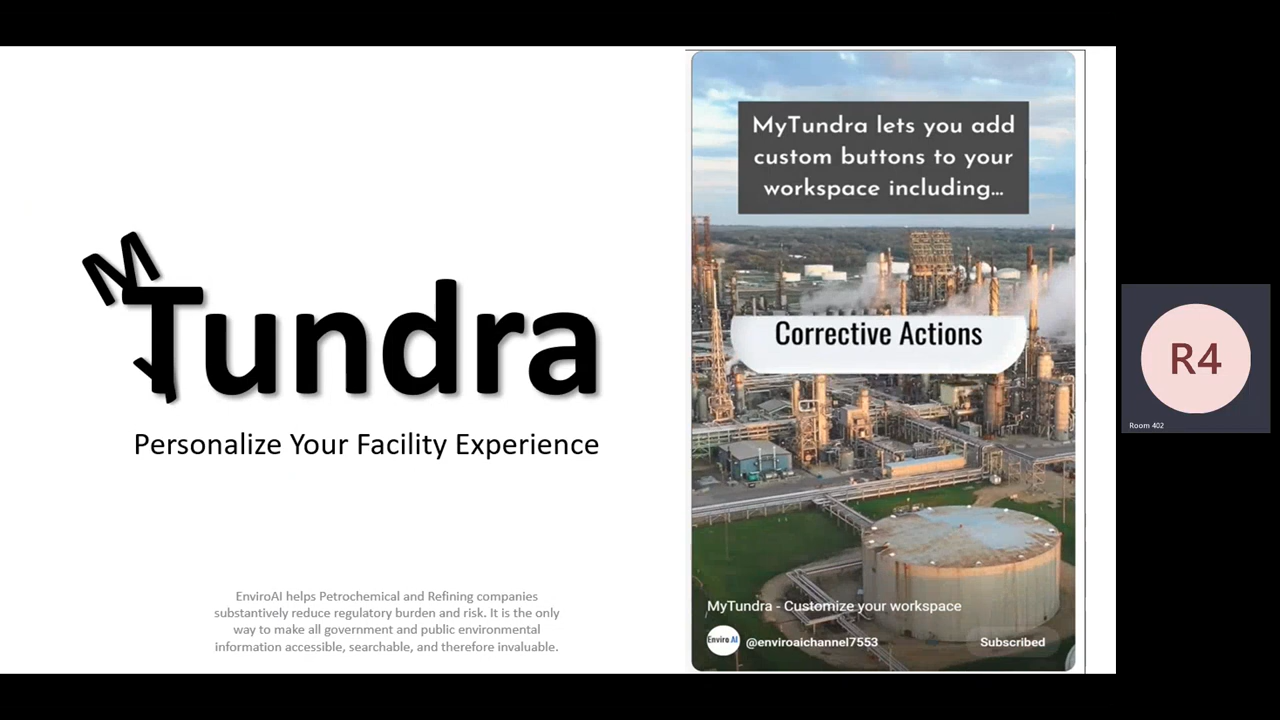 My
Tundra
Personalize Your Facility Experience
EnviroAI helps Petrochemical and Refining companies
substantively reduce regulatory burden and risk. It is the only
way to make all government and public environmental
information accessible, searchable, and therefore invaluable.
MyTundra lets you add
custom buttons to your
workspace including...
Corrective Actions
MyTundra - Customize your workspace
Enviro AI
@enviroaichannel7553
Subscribed
R4
Room 402